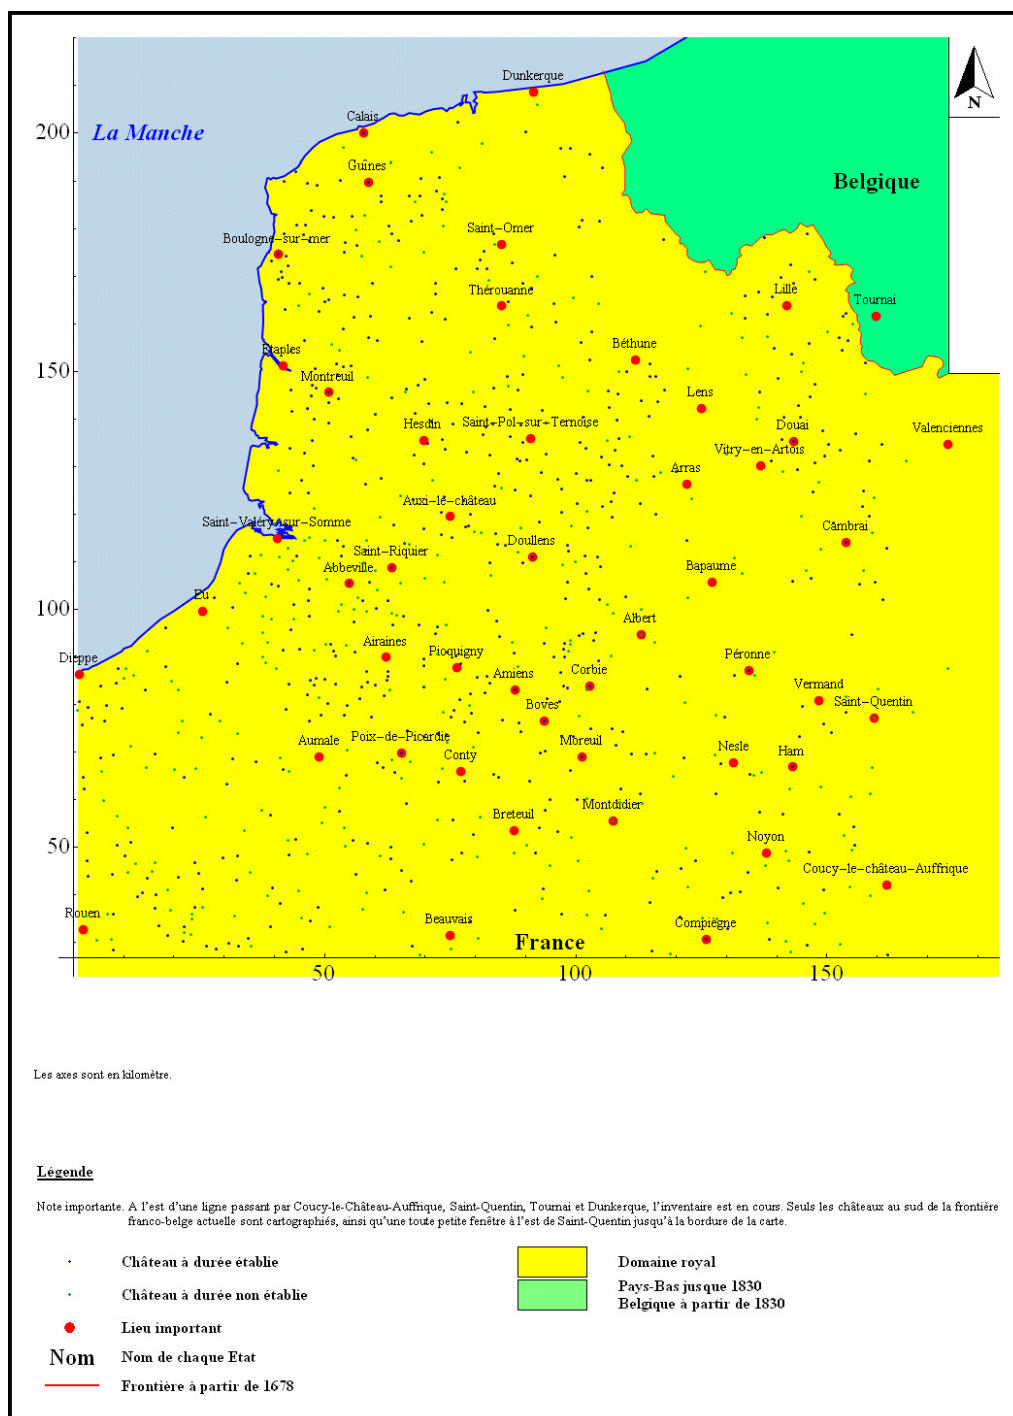 Dunkerque
N
Calais
200
La Manche
Guînes
Belgique
Saint-Omer
Boulogne-sur-mer
Thérouanne
Lille
Tournai
Béthune
Etaples
150
Montreuil
Lens
Hesdin
Saint-Pol-sur-Ternoise
Douai
Valenciennes
Vitry-en-Artois
Arras
Auxi-le-château
Saint-Valéry-sur-Somme
Cambrai
Doullens
Saint-Riquier
Abbeville
Bapaume
100
Eu
Albert
Airaines
Pioquigny
Péronne
Dieppe
Amiens
Corbie
Vermand
Boves
Saint-Quentin
Aumale
Poix-de-Picardie
Moreuil
Nesle
Ham
Conty
Montdidier
Breteuil
50
Noyon
Coucy-le-château-Auffrique
Rouen
Beauvais
Compiègne
France
50
100
150
Les axes sont en kilomètre.
Légende
Note importante. A l'est d'une ligne passant par Coucy-le-Château-Auffrique, Saint-Quentin, Tournai et Dunkerque, l'inventaire est en cours. Seuls les châteaux au sud de la frontière
franco-belge actuelle sont cartographiés, ainsi qu'une toute petite fenêtre à l'est de Saint-Quentin jusqu'à la bordure de la carte.
Château à durée établie
Domaine royal
Château à durée non établie
Pays-Bas jusque 1830
Belgique à partir de 1830
Lieu important
Nom
Nom de chaque Etat
Frontière à partir de 1678